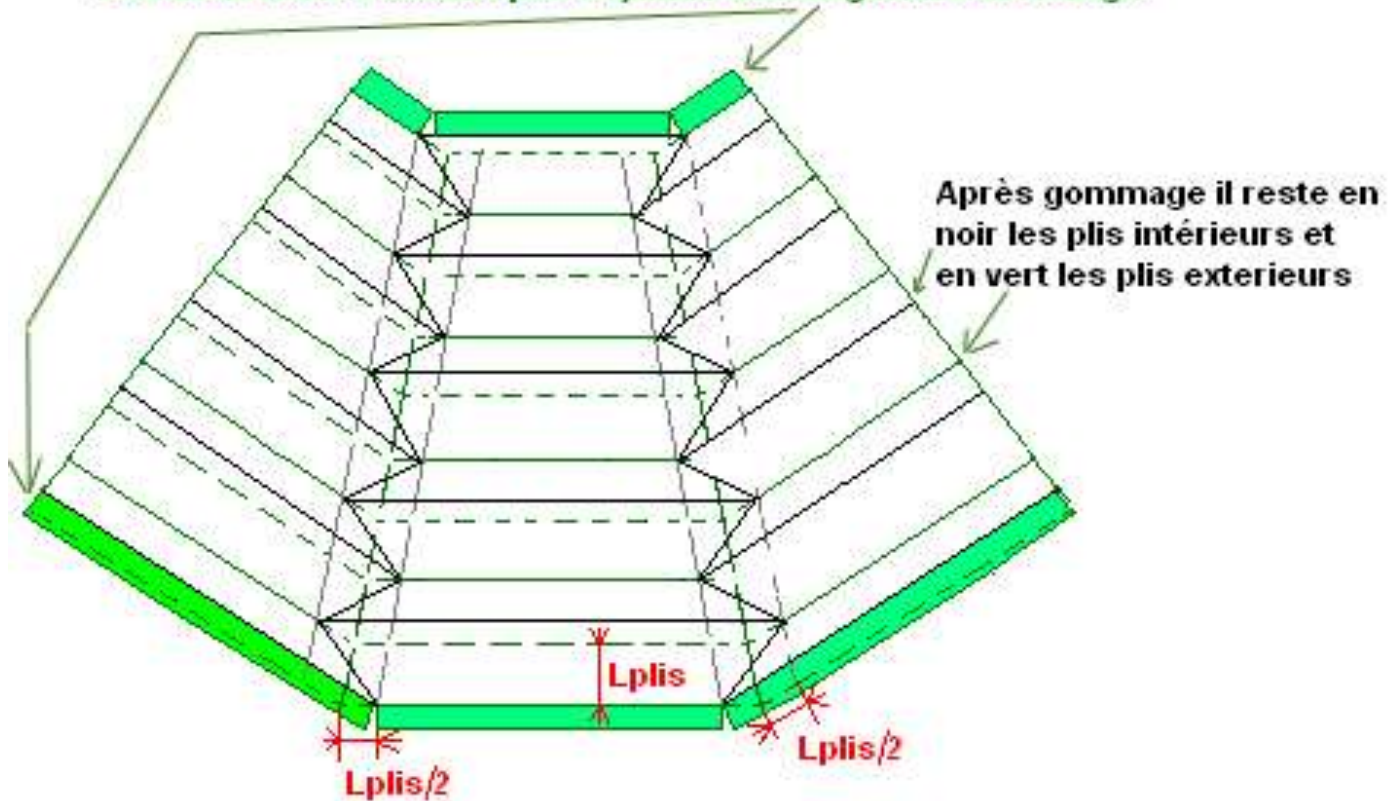 Après gommage il reste en
noir les plis intérieurs et
en vert les plis exterieurs
Lplis
Lplis/2
Lplis/2